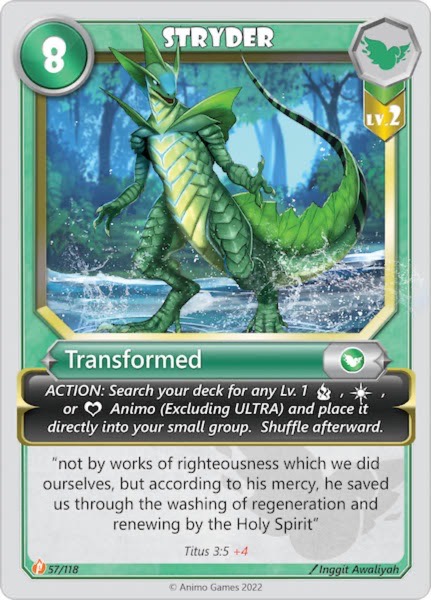 STRYDER
8
LV.2
Transformed
ACTION: Search your deck for any Lv. 1 , ,
or Animo (Excluding ULTRA) and place it
directly into your small group. Shuffle afterward.
“not by works of righteousness which we did
ourselves, but according to his mercy, he saved
us through the washing of regeneration and
renewing by the Holy Spirit”
Titus 3:5 +4
57/118
/ Inggit Awaliyah
© Animo Games 2022